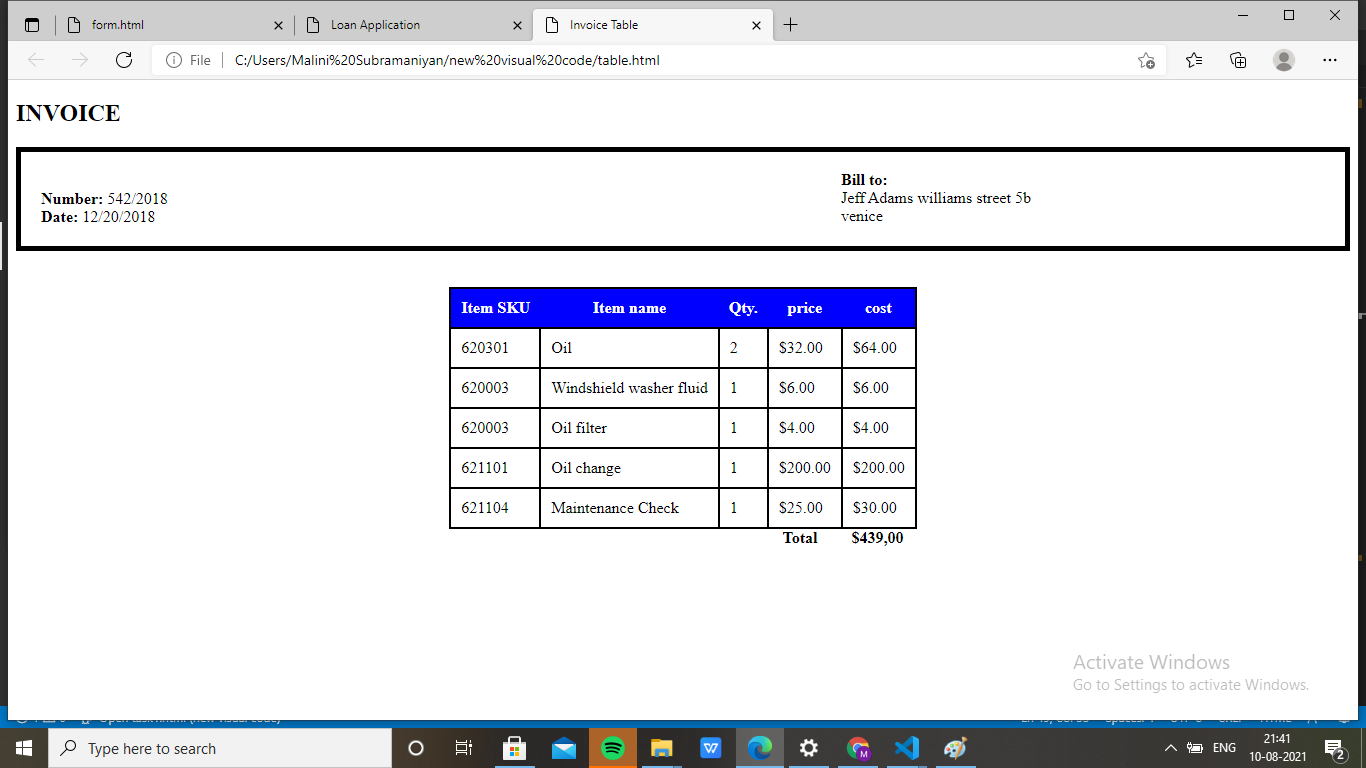 form.html
Loan Application
Invoice Table
File
C:/Users/Malini%20Subramaniyan/new%20visual%20code/table.html
INVOICE
Number: 542/2018
Date: 12/20/2018
Bill to:
Jeff Adams williams street 5b
venice
Item SKU Item name Qty. price cost
620301 Oil 2 $32.00 $64.00
620003 Windshield washer fluid 1 $6.00 $6.00
620003 Oil filter 1 $4.00 $4.00
621101 Oil change 1 $200.00 $200.00
621104 Maintenance Check 1 $25.00 $30.00
Total $439,00
Activate Windows
Go to Settings to activate Windows.
Type here to search
W
M
ENG
21:41
10-08-2021
2